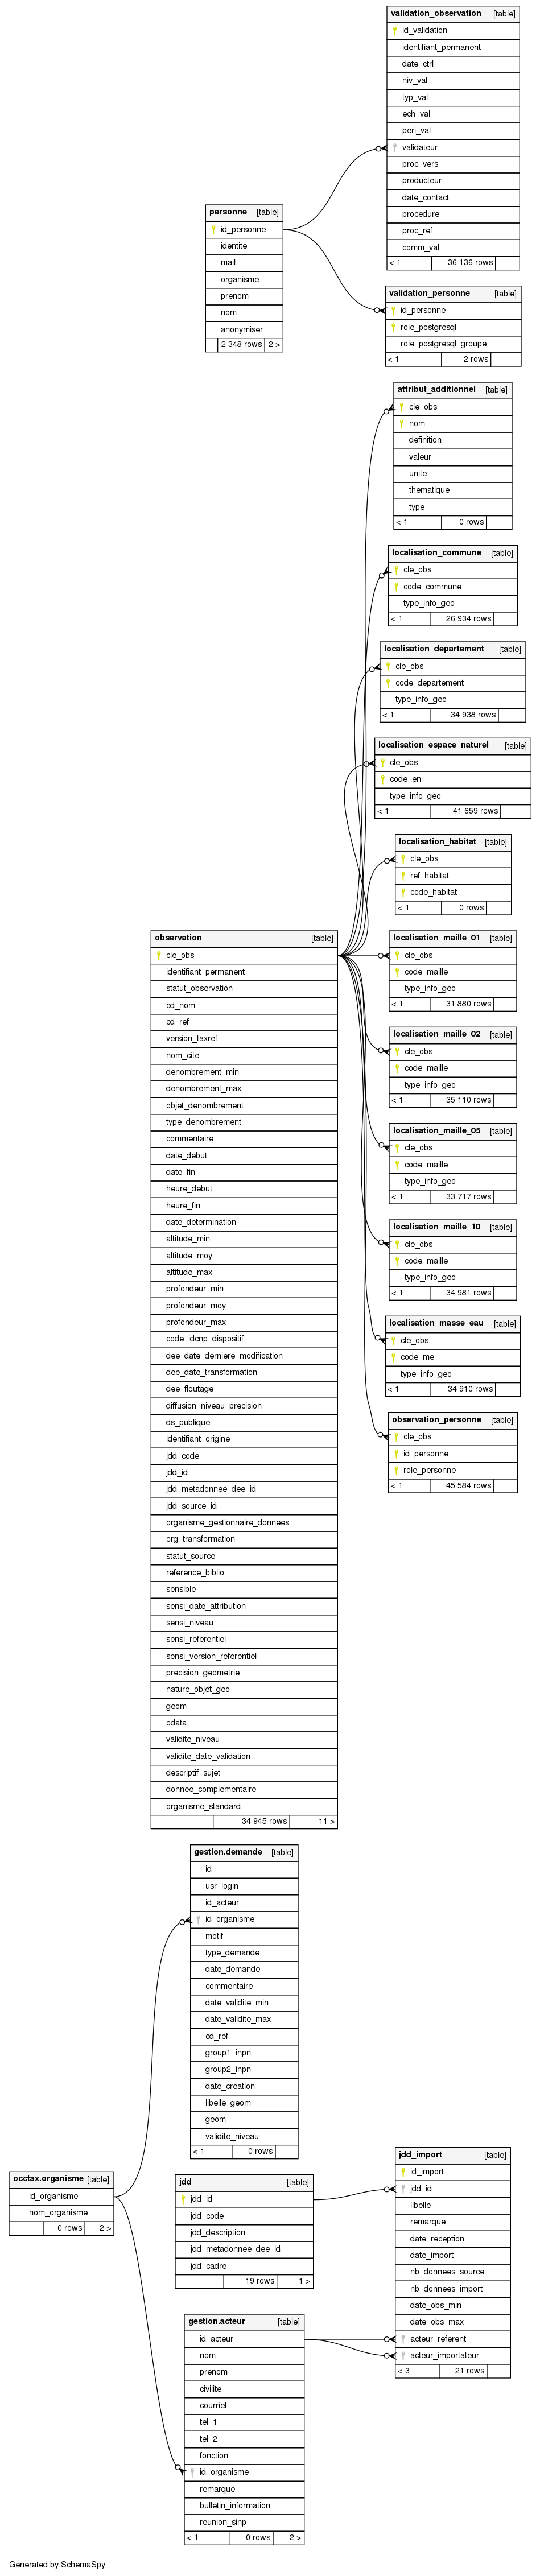 validation_observation [table]
id_validation
identifiant_permanent
date_ctrl
niv_val
typ_val
ech_val
peri_val
validateur
proc_vers
producteur
date_contact
procedure
proc_ref
comm_val
< 1 36 136 rows
personne [table]
id_personne
identite
mail
organisme
prenom
nom
anonymiser
2 348 rows 2 >
validation_personne [table]
id_personne
role_postgresql
role_postgresql_groupe
< 1 2 rows
attribut_additionnel [table]
cle_obs
nom
definition
valeur
unite
thematique
type
< 1 0 rows
localisation_commune [table]
cle_obs
code_commune
type_info_geo
< 1 26 934 rows
localisation_departement [table]
cle_obs
code_departement
type_info_geo
< 1 34 938 rows
localisation_espace_naturel [table]
cle_obs
code_en
type_info_geo
< 1 41 659 rows
localisation_habitat [table]
cle_obs
ref_habitat
code_habitat
< 1 0 rows
localisation_maille_01 [table]
cle_obs
code_maille
type_info_geo
< 1 31 880 rows
localisation_maille_02 [table]
cle_obs
code_maille
type_info_geo
< 1 35 110 rows
localisation_maille_05 [table]
cle_obs
code_maille
type_info_geo
< 1 33 717 rows
localisation_maille_10 [table]
cle_obs
code_maille
type_info_geo
< 1 34 981 rows
localisation_masse_eau [table]
cle_obs
code_me
type_info_geo
< 1 34 910 rows
observation_personne [table]
cle_obs
id_personne
role_personne
< 1 45 584 rows
observation [table]
cle_obs
identifiant_permanent
statut_observation
cd_nom
cd_ref
version_taxref
nom_cite
denombrement_min
denombrement_max
objet_denombrement
type_denombrement
commentaire
date_debut
date_fin
heure_debut
heure_fin
date_determination
altitude_min
altitude_moy
altitude_max
profondeur_min
profondeur_moy
profondeur_max
code_idcnp_dispositif
dee_date_derniere_modification
dee_date_transformation
dee_floutage
diffusion_niveau_precision
ds_publique
identifiant_origine
jdd_code
jdd_id
jdd_metadonnee_dee_id
jdd_source_id
organisme_gestionnaire_donnees
org_transformation
statut_source
reference_biblio
sensible
sensi_date_attribution
sensi_niveau
sensi_referentiel
sensi_version_referentiel
precision_geometrie
nature_objet_geo
geom
odata
validite_niveau
validite_date_validation
descriptif_sujet
donnee_complementaire
organisme_standard
34 945 rows 11 >
gestion.demande [table]
id
usr_login
id_acteur
id_organisme
motif
type_demande
date_demande
commentaire
date_validite_min
date_validite_max
cd_ref
group1_inpn
group2_inpn
date_creation
libelle_geom
geom
validite_niveau
< 1 0 rows
occtax.organisme [table]
id_organisme
nom_organisme
0 rows 2 >
jdd [table]
jdd_id
jdd_code
jdd_description
jdd_metadonnee_dee_id
jdd_cadre
19 rows 1 >
jdd_import [table]
id_import
jdd_id
libelle
remarque
date_reception
date_import
nb_donnees_source
nb_donnees_import
date_obs_min
date_obs_max
acteur_referent
acteur_importateur
< 3 21 rows
gestion.acteur [table]
id_acteur
nom
prenom
civilite
courriel
tel_1
tel_2
fonction
id_organisme
remarque
bulletin_information
reunion_sinp
< 1 0 rows 2 >
Generated by SchemaSpy